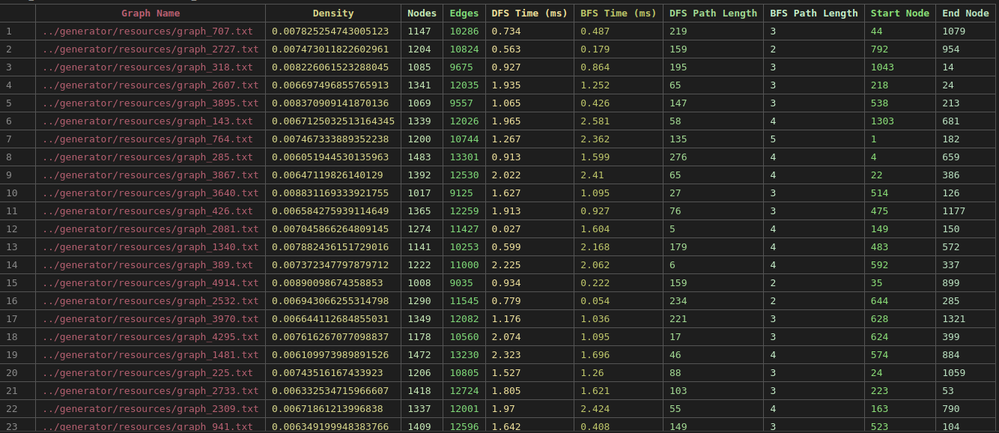 Graph Name Density Nodes Edges DFS Time (ms) BFS Time (ms) DFS Path Length BFS Path Length Start Node End Node
1 ../generator/resources/graph_707.txt 0.007825254743005123 1147 10286 0.734 0.487 219 3 44 1079
2 ../generator/resources/graph_2727.txt 0.007473011822602961 1204 10824 0.563 0.179 159 2 792 954
3 ../generator/resources/graph_318.txt 0.008226061523288045 1085 9675 0.927 0.864 195 3 1043 14
4 ../generator/resources/graph_2607.txt 0.006697496855765913 1341 12035 1.935 1.252 65 3 218 24
5 ../generator/resources/graph_3895.txt 0.008370909141870136 1069 9557 1.065 0.426 147 3 538 213
6 ../generator/resources/graph_143.txt 0.0067125032513164345 1339 12026 1.965 2.581 58 4 1303 681
7 ../generator/resources/graph_764.txt 0.007467333889352238 1200 10744 1.267 2.362 135 5 1 182
8 ../generator/resources/graph_285.txt 0.006051944530135963 1483 13301 0.913 1.599 276 4 4 659
9 ../generator/resources/graph_3867.txt 0.00647119826140129 1392 12530 2.022 2.41 65 4 22 386
10 ../generator/resources/graph_3640.txt 0.008831169333921755 1017 9125 1.627 1.095 27 3 514 126
11 ../generator/resources/graph_426.txt 0.006584275939114649 1365 12259 1.913 0.927 76 3 475 1177
12 ../generator/resources/graph_2081.txt 0.007045866264809145 1274 11427 0.027 1.604 5 4 149 150
13 ../generator/resources/graph_1340.txt 0.007882436151729016 1141 10253 0.599 2.168 179 4 483 572
14 ../generator/resources/graph_389.txt 0.007372347797879712 1222 11000 2.225 2.062 6 4 592 337
15 ../generator/resources/graph_4914.txt 0.00890098674358853 1008 9035 0.934 0.222 159 2 35 899
16 ../generator/resources/graph_2532.txt 0.006943066255314798 1290 11545 0.779 0.054 234 2 644 285
17 ../generator/resources/graph_3970.txt 0.006644112684855031 1349 12082 1.176 1.036 221 3 628 1321
18 ../generator/resources/graph_4295.txt 0.007616267077098837 1178 10560 2.074 1.095 17 3 624 399
19 ../generator/resources/graph_1481.txt 0.006109973989891526 1472 13230 2.323 1.696 46 4 574 884
20 ../generator/resources/graph_225.txt 0.00743516167433923 1206 10805 1.527 1.26 88 3 24 1059
21 ../generator/resources/graph_2733.txt 0.006332534715966607 1418 12724 1.805 1.621 103 3 223 53
22 ../generator/resources/graph_2309.txt 0.00671861213996838 1337 12001 1.97 2.424 55 4 163 790
23 ../generator/resources/graph_941.txt 0.006349199948383766 1409 12596 1.642 0.408 149 3 523 104